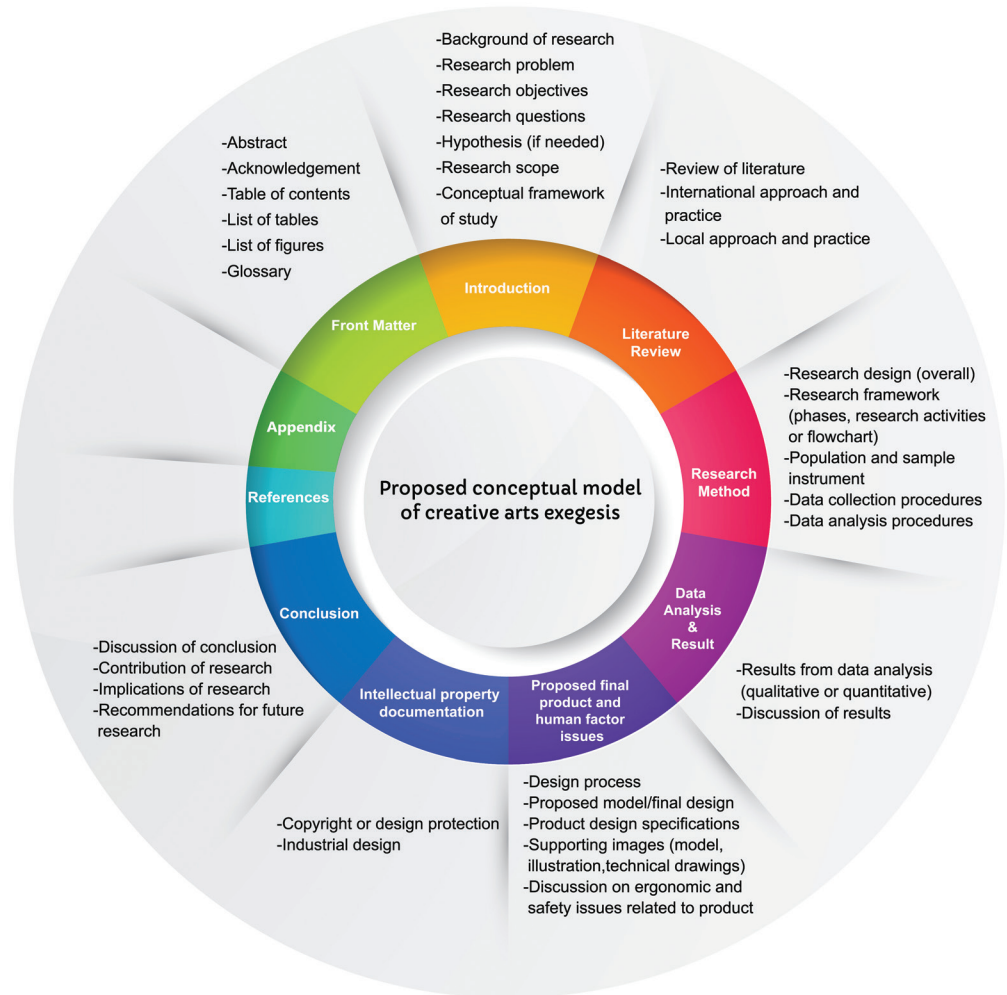 Proposed conceptual model
of creative arts exegesis
Front Matter
-Abstract
-Acknowledgement
-Table of contents
-List of tables
-List of figures
-Glossary
Introduction
-Background of research
-Research problem
-Research objectives
-Research questions
-Hypothesis (if needed)
-Research scope
-Conceptual framework
of study
Literature
Review
-Review of literature
-International approach and
practice
-Local approach and practice
Research
Method
-Research design (overall)
-Research framework
(phases, research activities
or flowchart)
-Population and sample
instrument
-Data collection procedures
-Data analysis procedures
Data
Analysis
&
Result
-Results from data analysis
(qualitative or quantitative)
-Discussion of results
Proposed final
product and
human factor
issues
-Design process
-Proposed model/final design
-Product design specifications
-Supporting images (model,
illustration,technical drawings)
-Discussion on ergonomic and
safety issues related to product
Intellectual property
documentation
-Copyright or design protection
-Industrial design
Conclusion
-Discussion of conclusion
-Contribution of research
-Implications of research
-Recommendations for future
research
References
Appendix